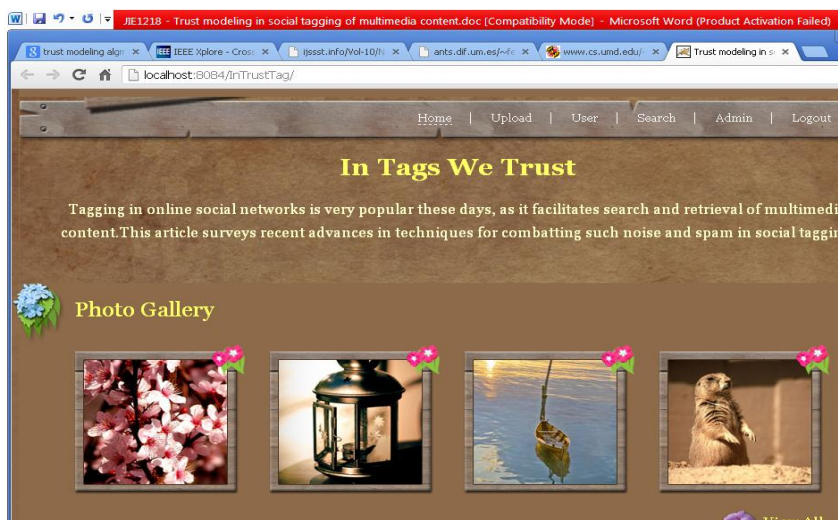 JIE1218 - Trust modeling in social tagging of multimedia content.doc [Compatibility Mode] - Microsoft Word (Product Activation Failed)
trust modeling algn IEEE Xplore - Cros ijssst.info/Vol-10/N ants.dif.um.es/~fe www.cs.umd.edu/ Trust modeling in s
localhost:8084/InTrustTag/
Home | Upload | User | Search | Admin | Logout
In Tags We Trust
Tagging in online social networks is very popular these days, as it facilitates search and retrieval of multimedi
content.This article surveys recent advances in techniques for combatting such noise and spam in social taggin
Photo Gallery
View All